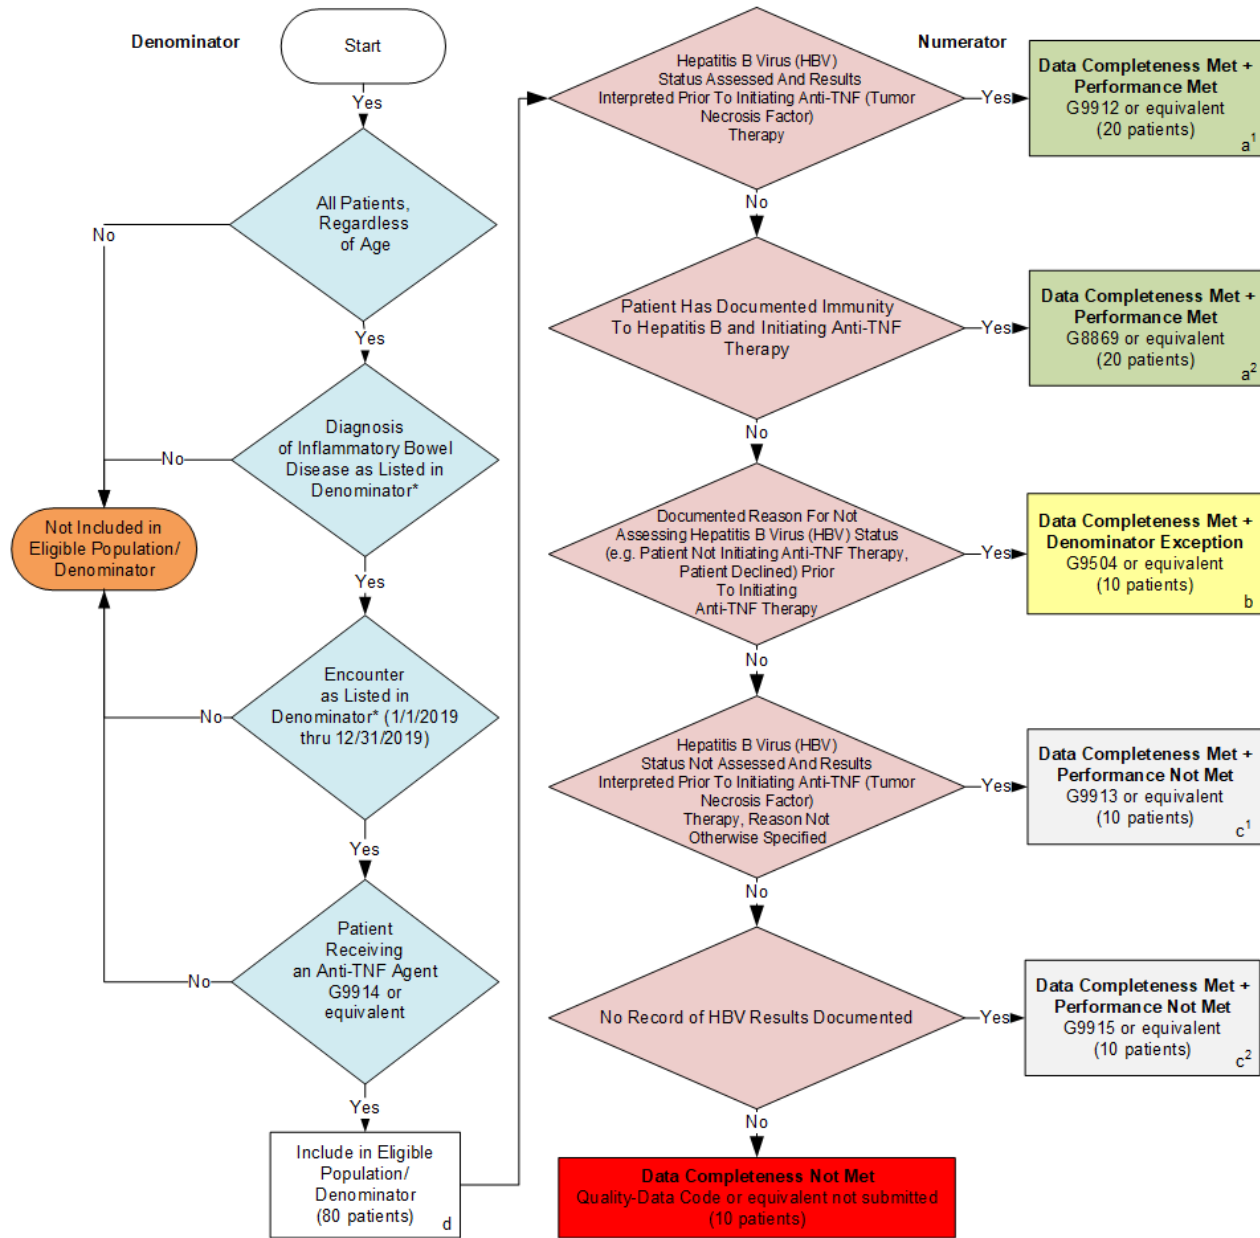 Denominator
Start
Yes
All Patients,
Regardless
of Age
No
Yes
Diagnosis
of Inflammatory Bowel
Disease as Listed in
Denominator*
No
Not Included in
Eligible Population/
Denominator
Yes
Encounter
as Listed in
Denominator* (1/1/2019
thru 12/31/2019)
No
Yes
Patient
Receiving
an Anti-TNF Agent
G9914 or
equivalent
No
Yes
Include in Eligible
Population/
Denominator
(80 patients)
d
Numerator
Hepatitis B Virus (HBV)
Status Assessed And Results
Interpreted Prior To Initiating Anti-TNF (Tumor
Necrosis Factor)
Therapy
Yes
Data Completeness Met +
Performance Met
G9912 or equivalent
(20 patients)
a1
No
Patient Has Documented Immunity
To Hepatitis B and Initiating Anti-TNF
Therapy
Yes
Data Completeness Met +
Performance Met
G8869 or equivalent
(20 patients)
a2
No
Documented Reason For Not
Assessing Hepatitis B Virus (HBV) Status
(e.g. Patient Not Initiating Anti-TNF Therapy,
Patient Declined) Prior
To Initiating
Anti-TNF Therapy
Yes
Data Completeness Met +
Denominator Exception
G9504 or equivalent
(10 patients)
b
No
Hepatitis B Virus (HBV)
Status Not Assessed And Results
Interpreted Prior To Initiating Anti-TNF (Tumor
Necrosis Factor)
Therapy, Reason Not
Otherwise Specified
Yes
Data Completeness Met +
Performance Not Met
G9913 or equivalent
(10 patients)
c1
No
No Record of HBV Results Documented
Yes
Data Completeness Met +
Performance Not Met
G9915 or equivalent
(10 patients)
c2
No
Data Completeness Not Met
Quality-Data Code or equivalent not submitted
(10 patients)